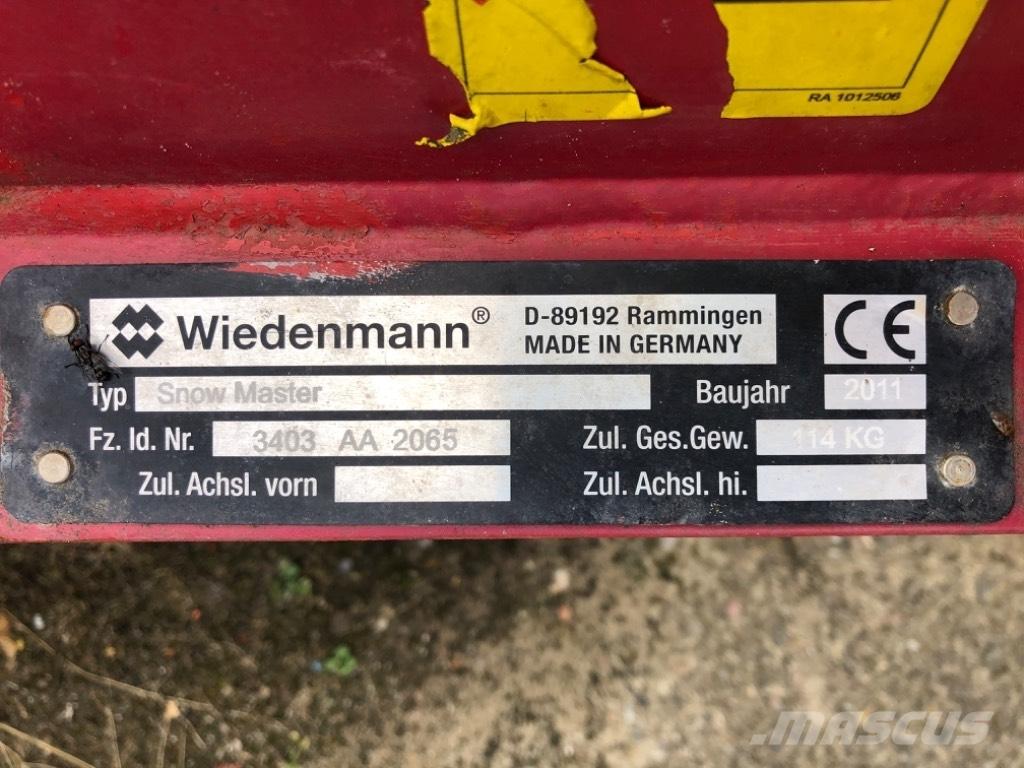 RA 1012506
Wiedenmann® D-89192 Rammingen
MADE IN GERMANY
CE
Typ Snow Master Baujahr 2011
Fz. Id. Nr. 3403 AA 2065 Zul. Ges.Gew. 114 KG
Zul. Achsl. vorn Zul. Achsl. hi.
MASCUS